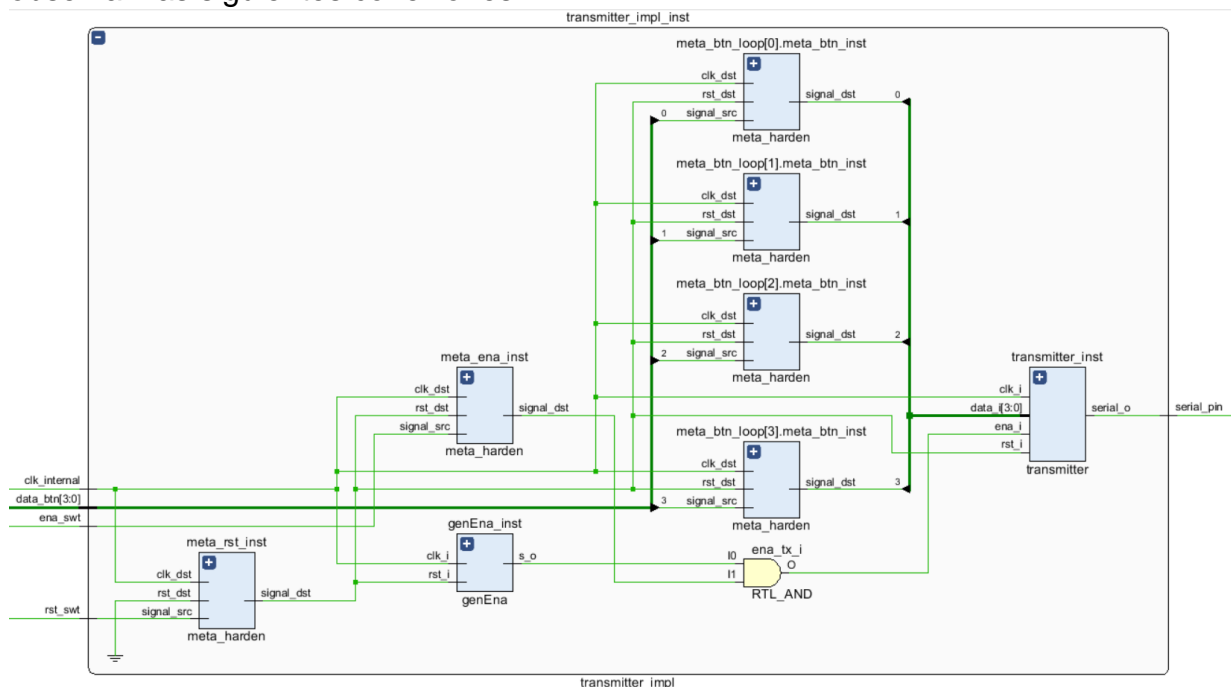 observarmas siguientes conexiones
transmitter_impl_inst
meta_btn_loop[0].meta_btn_inst
clk_dst
rst_dst
signal_src
signal_dst
0
0
meta_harden
meta_btn_loop[1].meta_btn_inst
clk_dst
rst_dst
signal_src
signal_dst
1
1
meta_harden
meta_btn_loop[2].meta_btn_inst
clk_dst
rst_dst
signal_src
signal_dst
2
2
meta_harden
meta_ena_inst
clk_dst
rst_dst
signal_src
signal_dst
meta_harden
transmitter_inst
clk_i
data_i[3:0]
ena_i
rst_i
serial_o
serial_pin
transmitter
meta_btn_loop[3].meta_btn_inst
clk_dst
rst_dst
signal_src
signal_dst
3
3
meta_harden
clk_internal
data_btn[3:0]
ena_swt
rst_swt
genEna_inst
clk_i
rst_i
s_o
genEna
ena_tx_i
I0
I1
O
RTL_AND
meta_rst_inst
clk_dst
rst_dst
signal_src
signal_dst
meta_harden
transmitter_impl